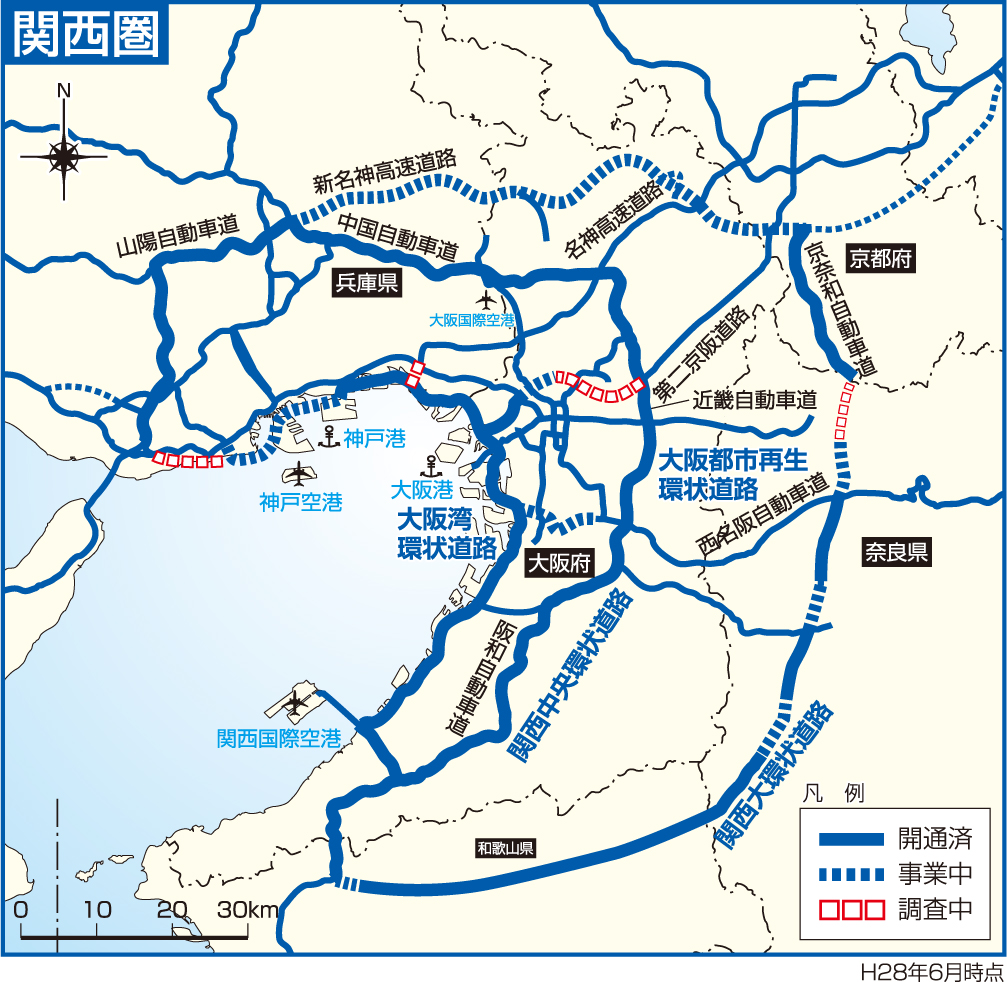 関西圏
N
新名神高速道路
名神高速道路
山陽自動車道
中国自動車道
兵庫県
京都府
京奈和自動車道
大阪国際空港
第二京阪道路
近畿自動車道
神戸港
大阪都市再生
環状道路
神戸空港
大阪港
大阪湾
環状道路
西名阪自動車道
大阪府
奈良県
阪和自動車道
関西中央環状道路
関西国際空港
関西大環状道路
和歌山県
凡 例
開通済
事業中
調査中
0 10 20 30km
H28年6月時点